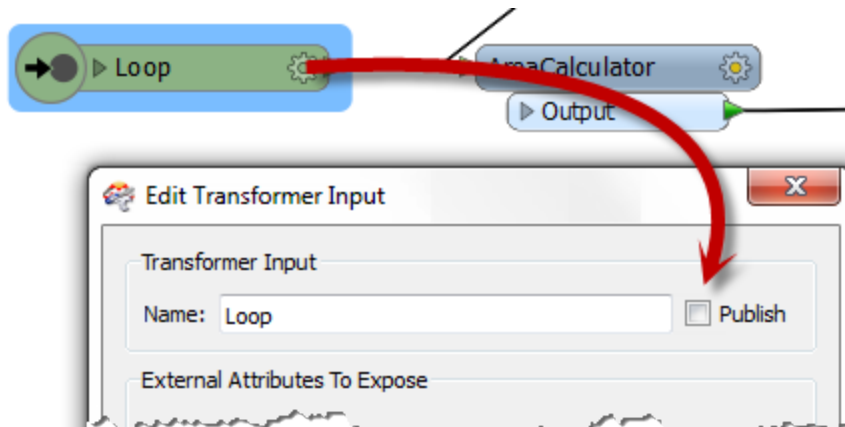 Loop
AreaCalculator
Output
Edit Transformer Input
Transformer Input
Name: Loop
Publish
External Attributes To Expose